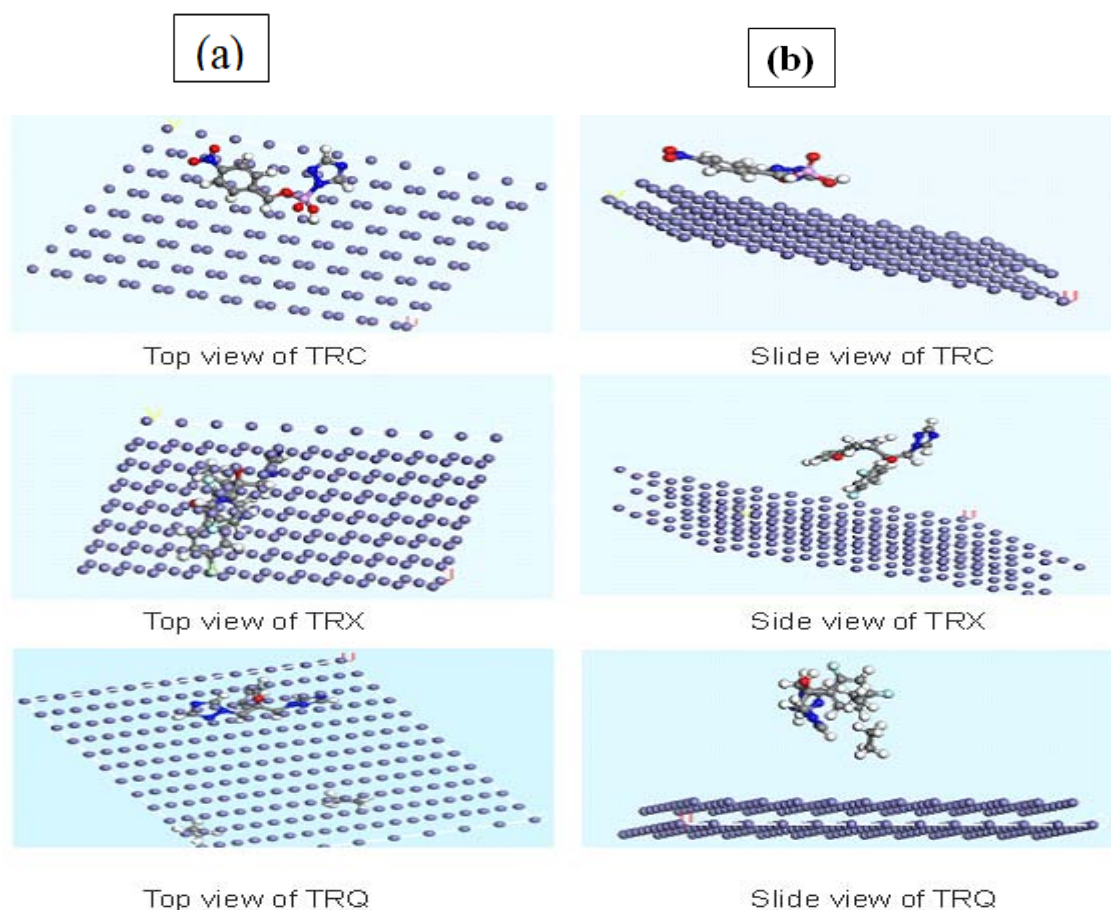 (a)
(b)
Top view of TRC
Slide view of TRC
Top view of TRX
Side view of TRX
Top view of TRQ
Slide view of TRQ